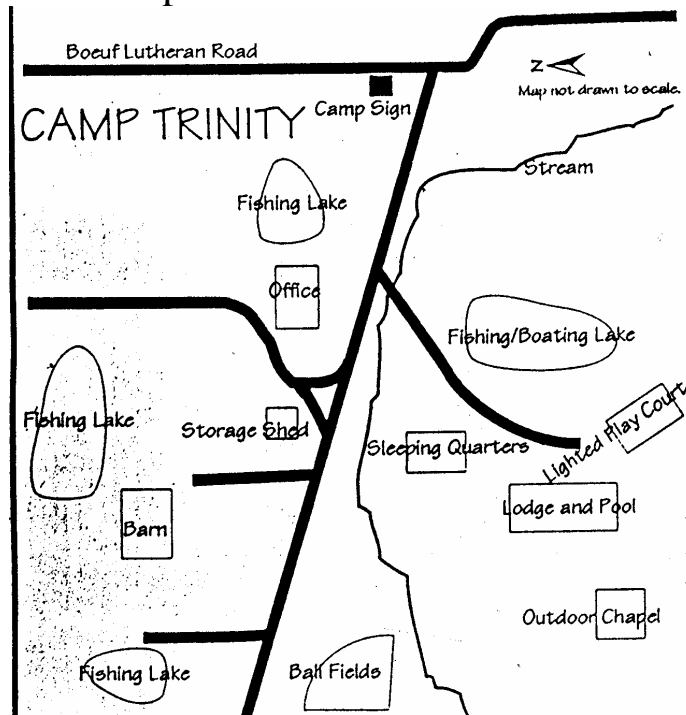 Boeuf Lutheran Road
Z
Map not drawn to scale.
Camp Sign
CAMP TRINITY
Stream
Fishing Lake
Office
Fishing/Boating Lake
Fishing Lake
Storage Shed
Sleeping Quarters
Lighted Play Court
Lodge and Pool
Barn
Outdoor Chapel
Fishing Lake
Ball Fields